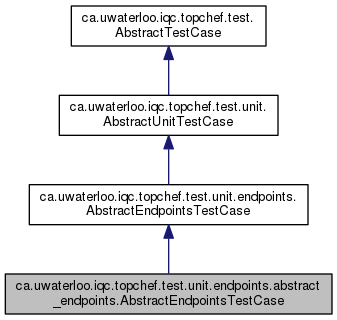 ca.uwaterloo.iqc.topchef.test.
AbstractTestCase
ca.uwaterloo.iqc.topchef.test.unit.
AbstractUnitTestCase
ca.uwaterloo.iqc.topchef.test.unit.endpoints.
AbstractEndpointsTestCase
ca.uwaterloo.iqc.topchef.test.unit.endpoints.abstract
_endpoints.AbstractEndpointsTestCase